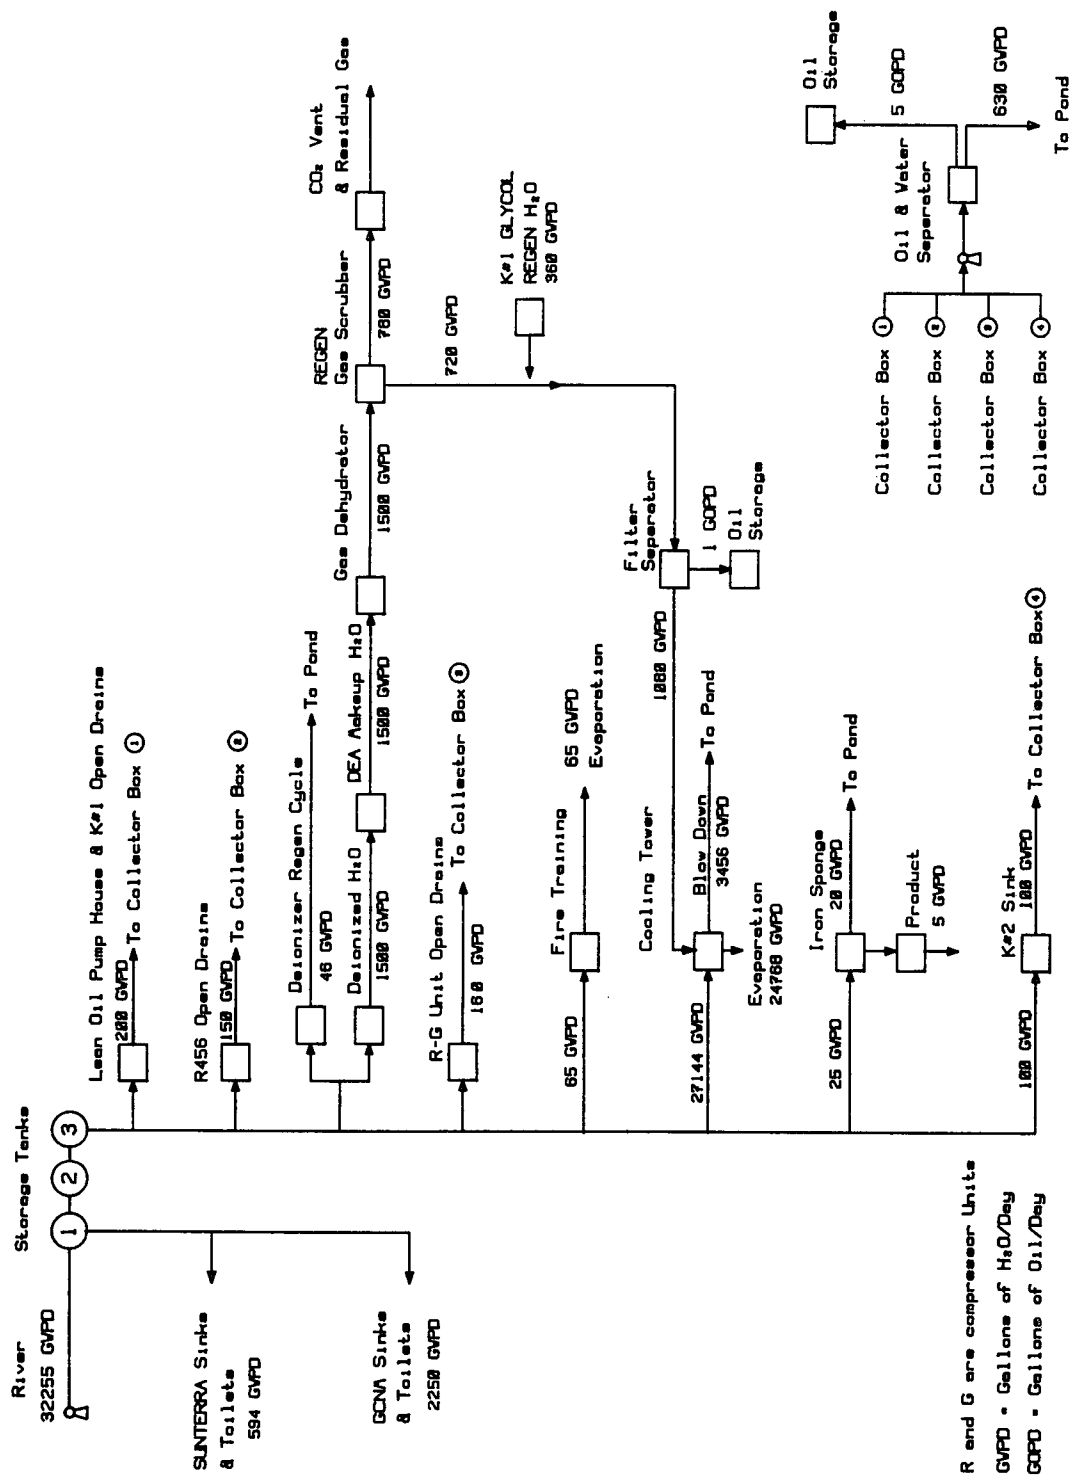 River
32255 GWPD
Storage Tanks
1
2
3
SUNTERRA Sinks
& Toilets
594 GWPD
GCNA Sinks
& Toilets
2250 GWPD
Lean Oil Pump House & K#1 Open Drains
200 GWPD
To Collector Box 1
R456 Open Drains
150 GWPD
To Collector Box 2
Deionizer Regen Cycle
46 GWPD
To Pond
Deionized H₂O
1500 GWPD
DEA Makeup H₂O
1500 GWPD
Gas Dehydrator
1500 GWPD
REGEN
Gas Scrubber
780 GWPD
CO₂ Vent
& Residual Gas
720 GWPD
K#1 GLYCOL
REGEN H₂O
360 GWPD
R-G Unit Open Drains
160 GWPD
To Collector Box 3
Fire Training
65 GWPD
65 GWPD
Evaporation
Filter
Seperator
1 GOPD
Oil
Storage
1080 GWPD
Cooling Tower
27144 GWPD
Blow Down
3456 GWPD
To Pond
Evaporation
24768 GWPD
Iron Sponge
25 GWPD
20 GWPD
To Pond
Product
5 GWPD
K#2 Sink
100 GWPD
100 GWPD
To Collector Box 4
Collector Box 1
Collector Box 2
Collector Box 3
Collector Box 4
Oil & Water
Seperator
5 GOPD
Oil
Storage
630 GWPD
To Pond
R and G are compressor Units
GWPD = Gallons of H₂O/Day
GOPD = Gallons of Oil/Day